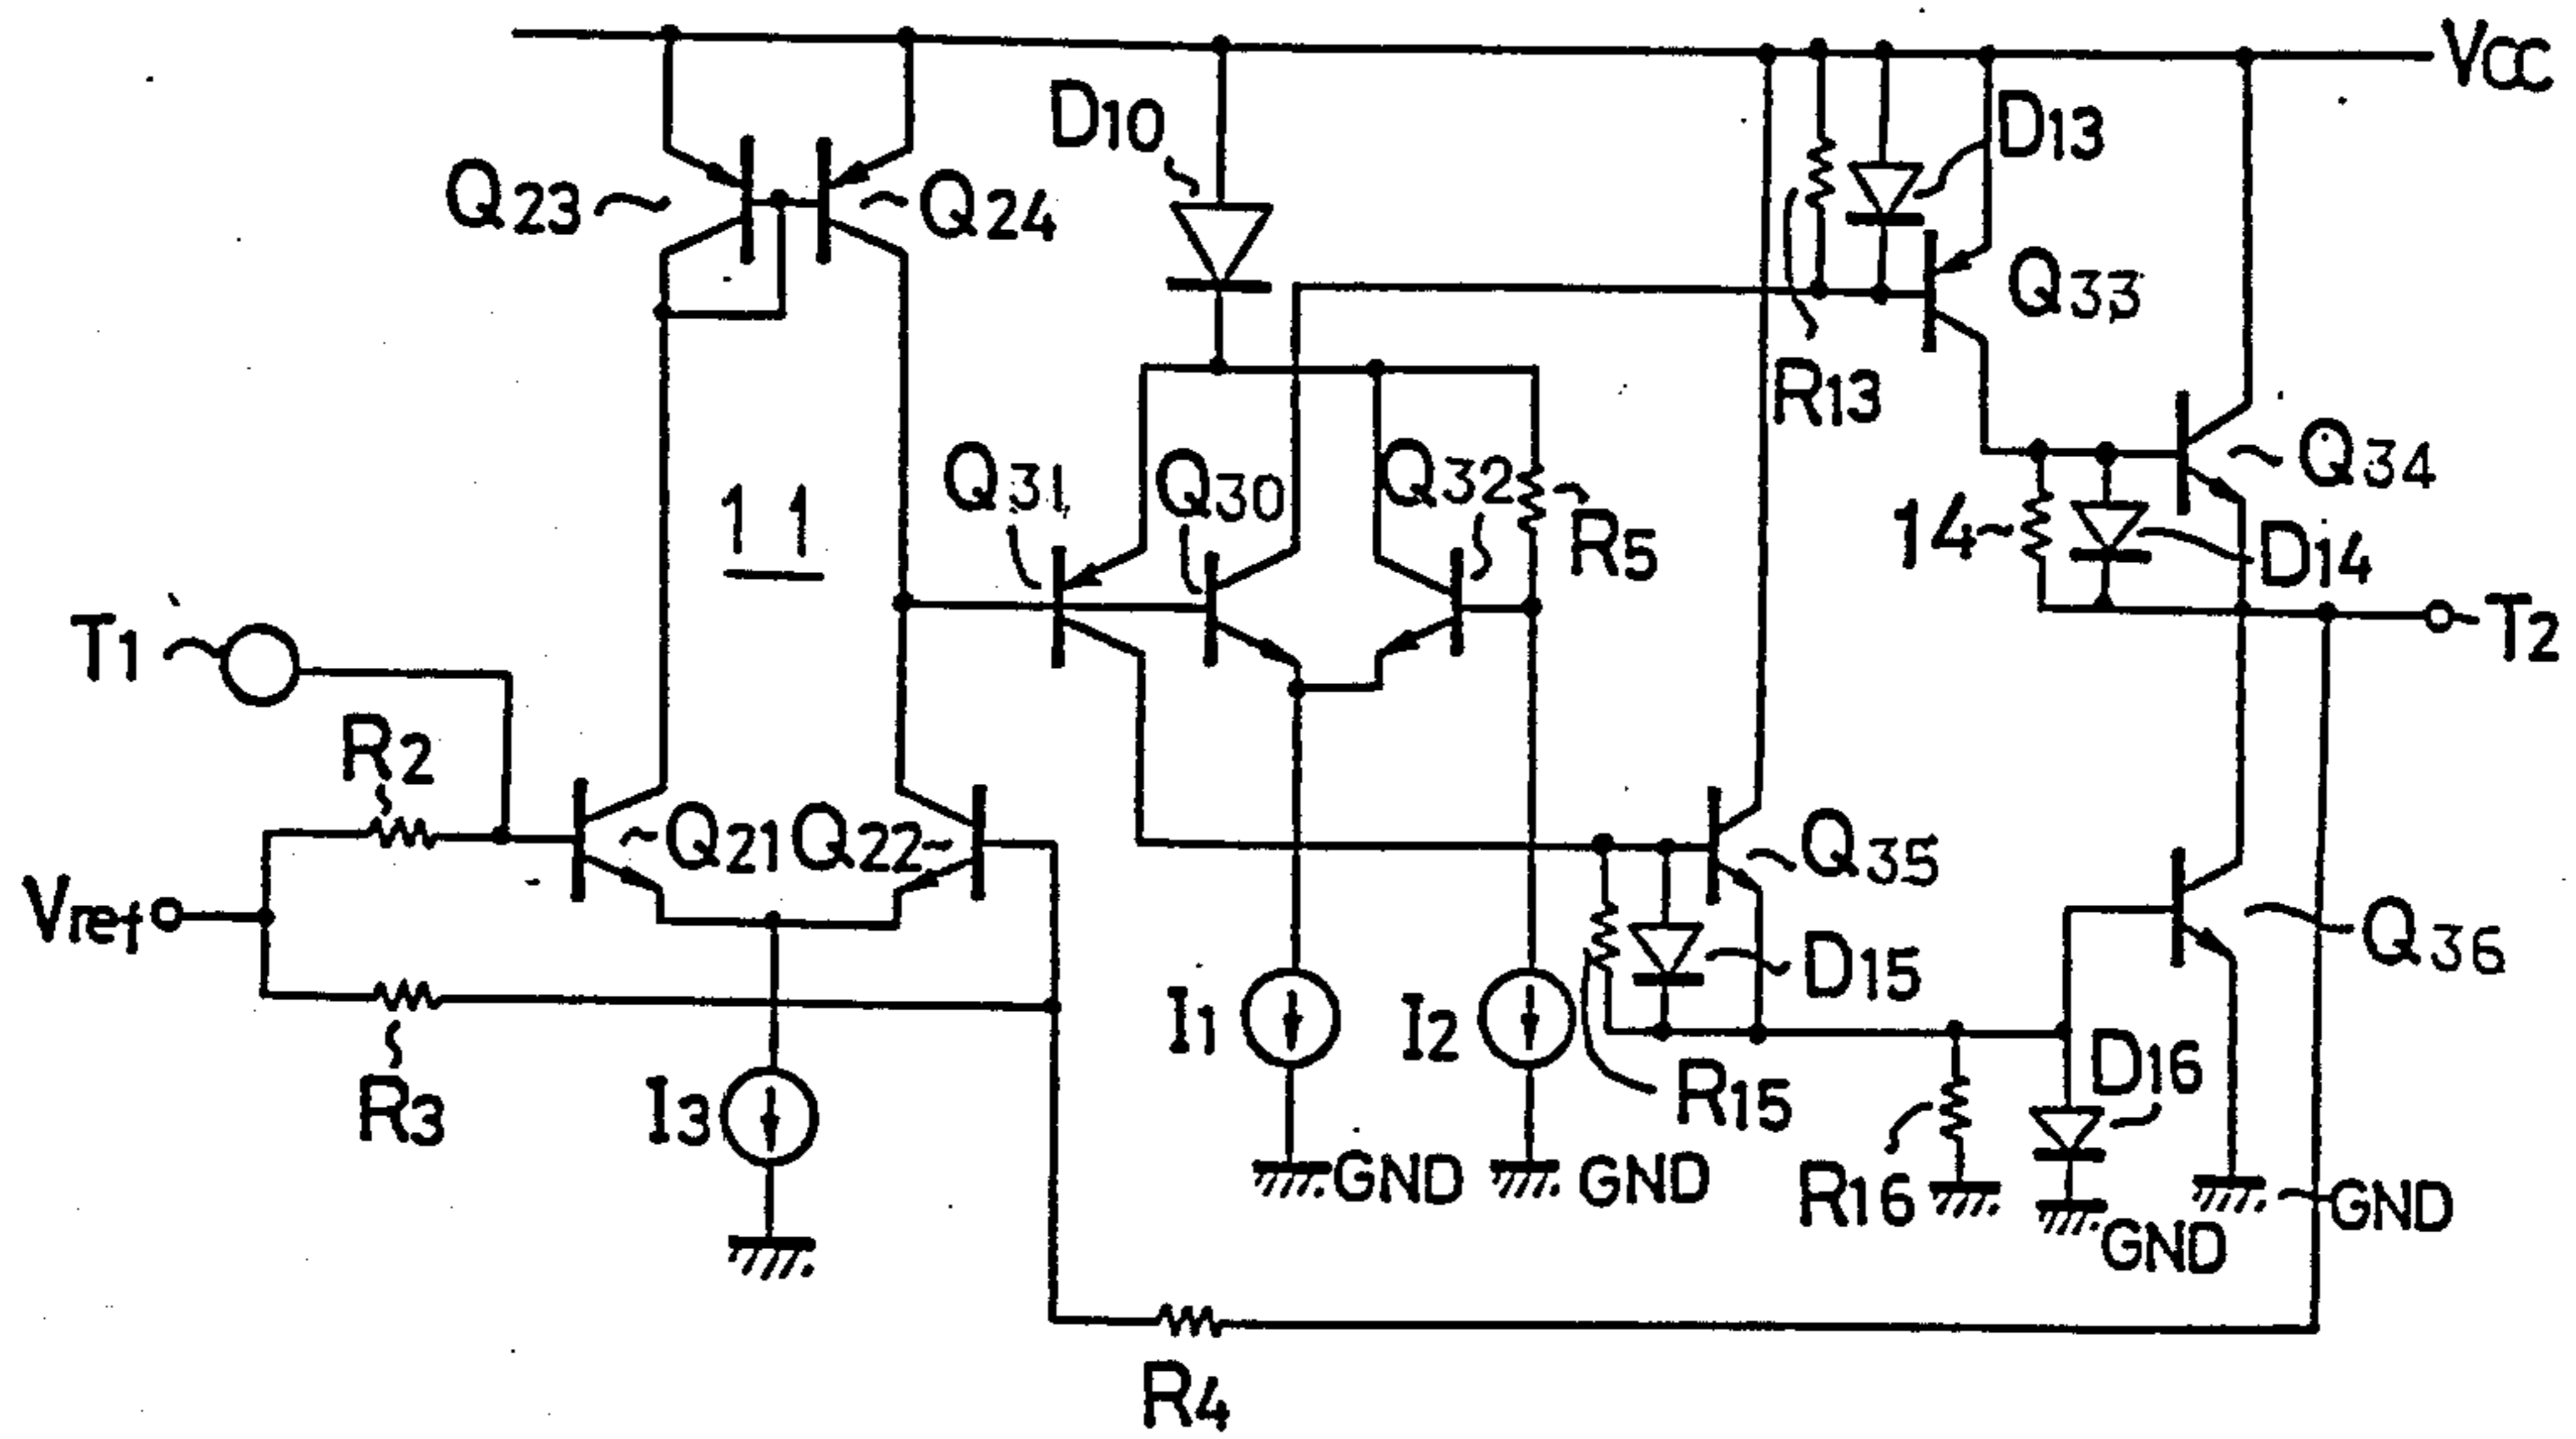 VCC
D10
D13
Q23
Q24
Q33
R13
Q31
Q30
Q32
R5
Q34
11
14
D14
T1
T2
R2
Q21
Q22
Q35
Vref
D15
Q36
R3
I3
I1
I2
R15
D16
R16
GND
GND
GND
GND
R4